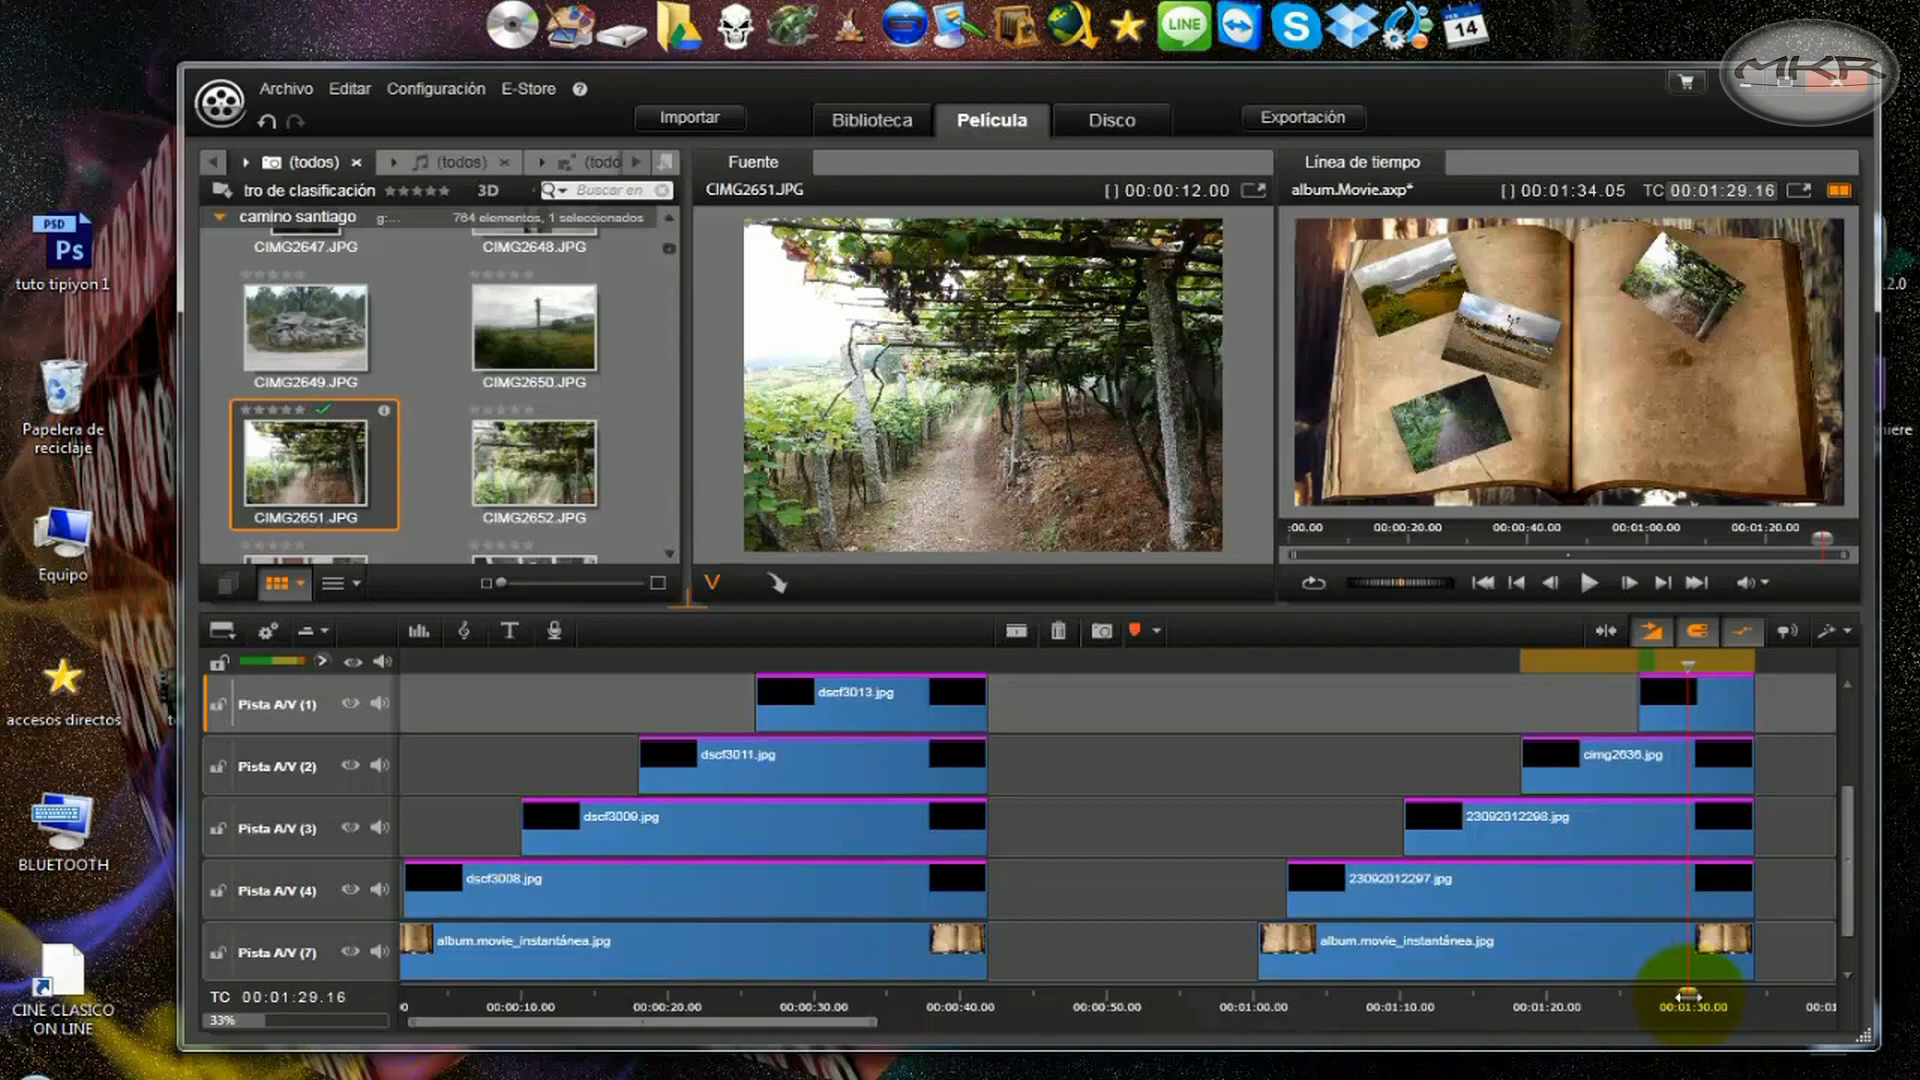 LINE
14
MKR
Archivo Editar Configuración E-Store ?
Importar Biblioteca Película Disco Exportación
(todos) (todos) (todo
tro de clasificación 3D Buscar en
camino santiago g:... 784 elementos, 1 seleccionados
CIMG2647.JPG CIMG2648.JPG
CIMG2649.JPG CIMG2650.JPG
CIMG2651.JPG CIMG2652.JPG
Fuente
CIMG2651.JPG [] 00:00:12.00
V
Línea de tiempo
album.Movie.axp* [] 00:01:34.05 TC 00:01:29.16
:00.00 00:00:20.00 00:00:40.00 00:01:00.00 00:01:20.00
PSD
Ps
tuto tipiyon 1
Papelera de
reciclaje
Equipo
accesos directos
BLUETOOTH
CINE CLASICO
ON LINE
2.0
niere
Pista A/V (1) dscf3013.jpg
Pista A/V (2) dscf3011.jpg cimg2636.jpg
Pista A/V (3) dscf3009.jpg 23092012298.jpg
Pista A/V (4) dscf3008.jpg 23092012297.jpg
Pista A/V (7) album.movie_instantánea.jpg album.movie_instantánea.jpg
TC 00:01:29.16
33%
00:00:10.00 00:00:20.00 00:00:30.00 00:00:40.00 00:00:50.00 00:01:00.00 00:01:10.00 00:01:20.00 00:01:30.00 00:01